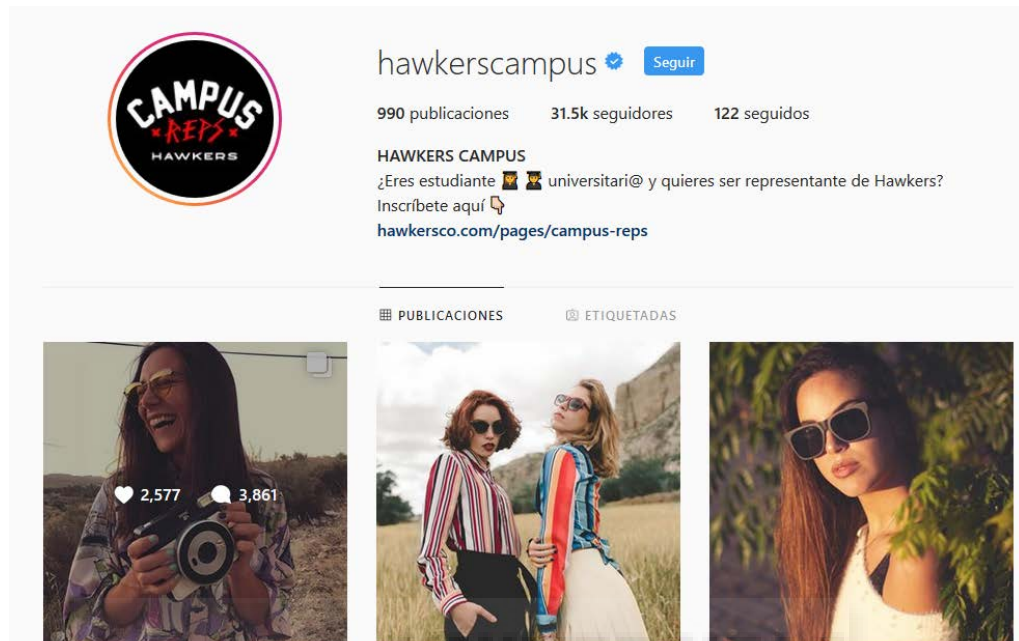 CAMPUS
REPS
HAWKERS
hawkerscampus
Seguir
990 publicaciones 31.5k seguidores 122 seguidos
HAWKERS CAMPUS
¿Eres estudiante 👩‍🎓 👨‍🎓 universitari@ y quieres ser representante de Hawkers?
Inscríbete aquí 👇🏻
hawkersco.com/pages/campus-reps
PUBLICACIONES ETIQUETADAS
2,577 3,861